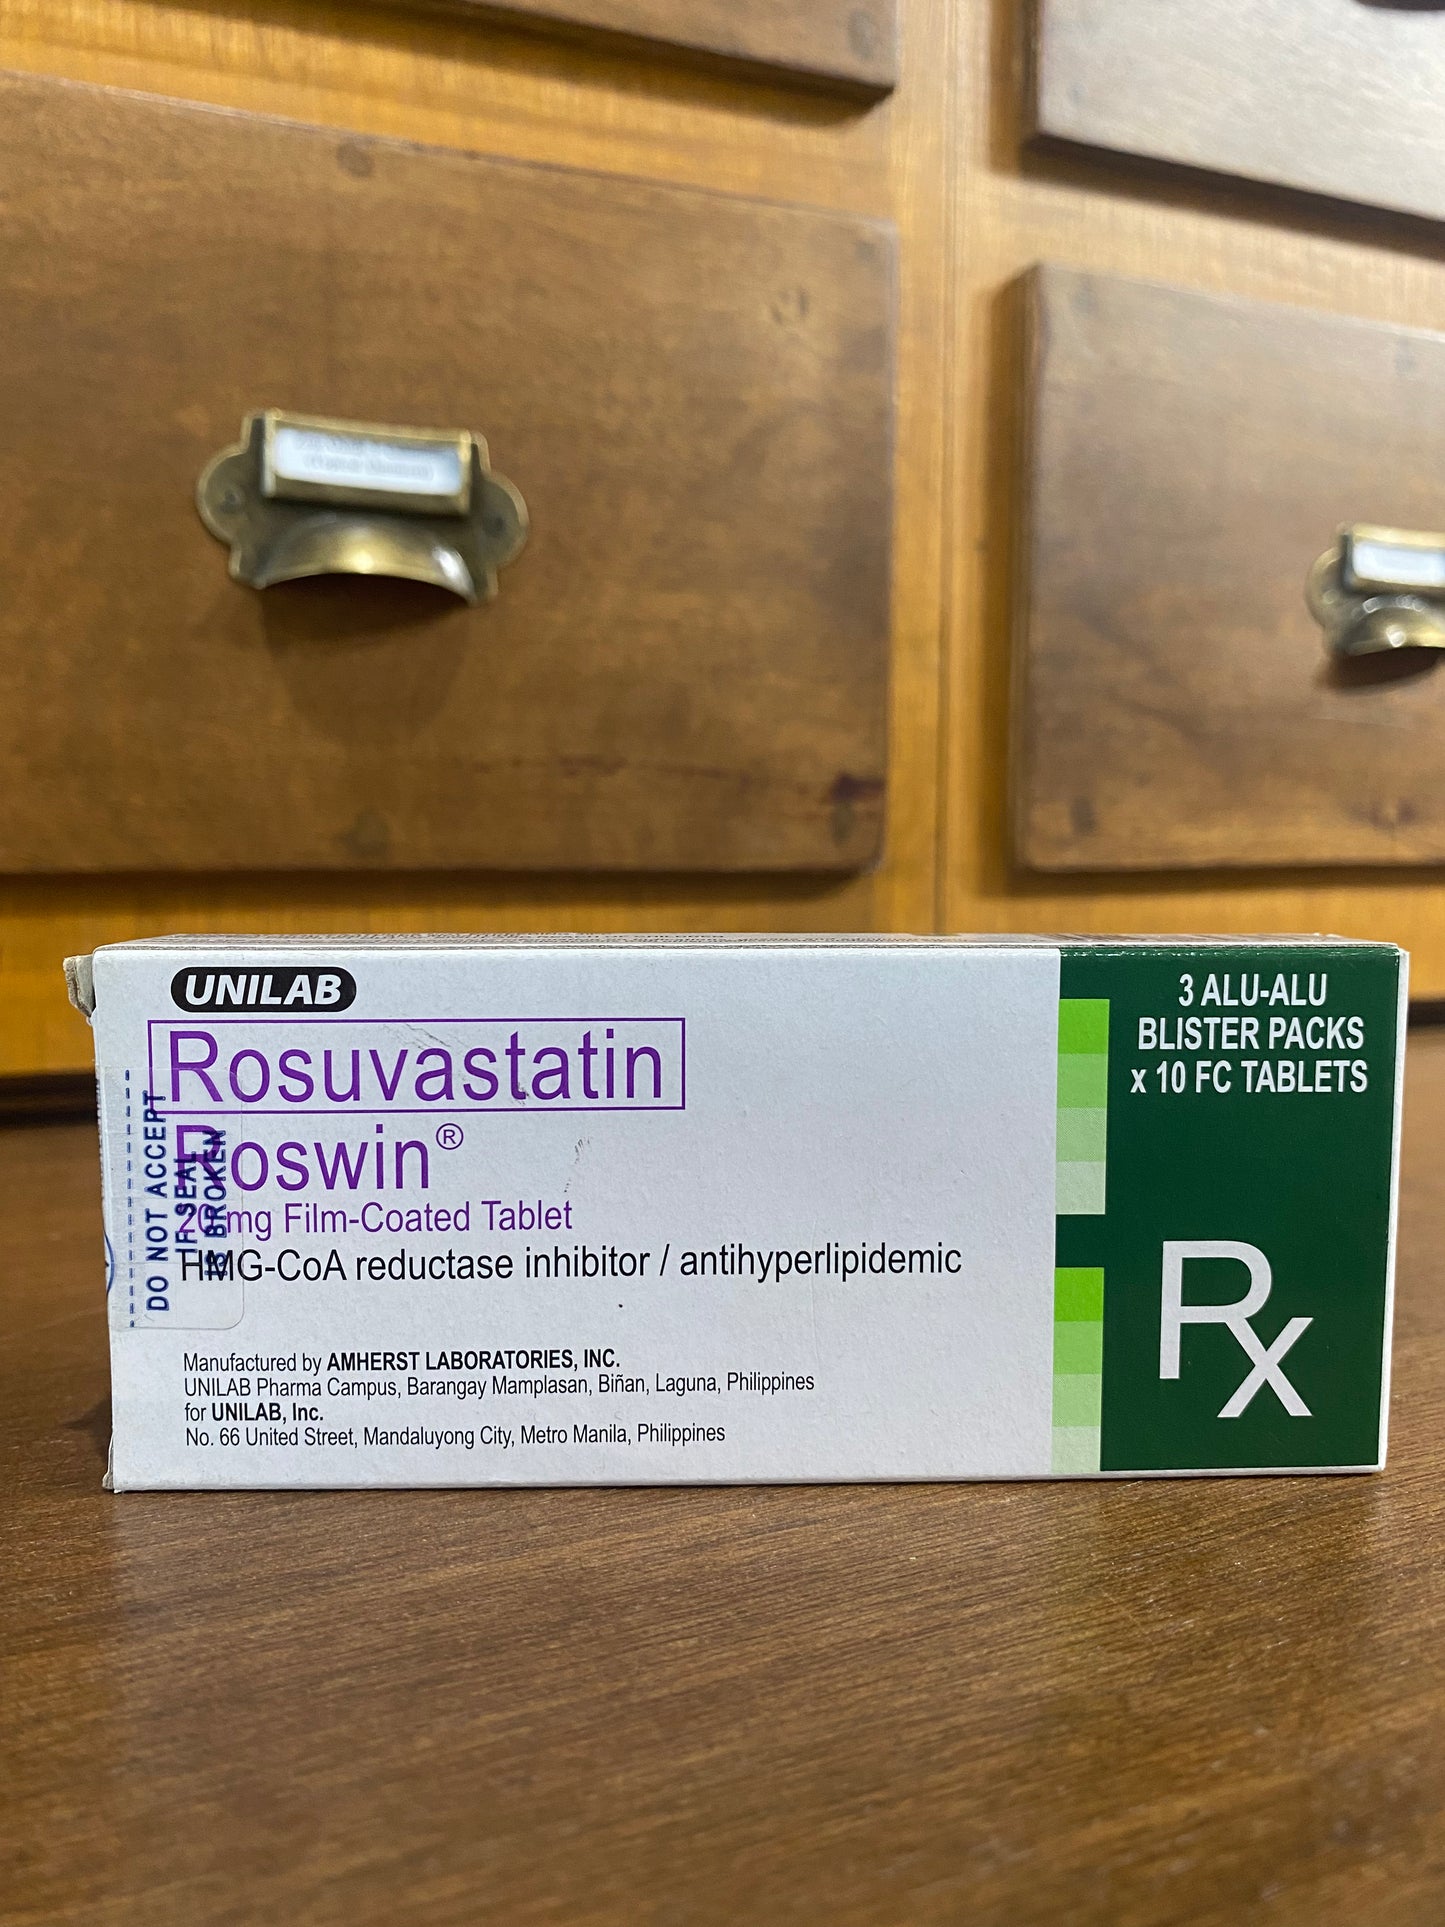 UNILAB
Rosuvastatin
Roswin®
20 mg Film-Coated Tablet
HMG-CoA reductase inhibitor / antihyperlipidemic
Manufactured by AMHERST LABORATORIES, INC.
UNILAB Pharma Campus, Barangay Mamplasan, Biñan, Laguna, Philippines
for UNILAB, Inc.
No. 66 United Street, Mandaluyong City, Metro Manila, Philippines
DO NOT ACCEPT
IF SEAL
IS BROKEN
3 ALU-ALU
BLISTER PACKS
x 10 FC TABLETS
Rx